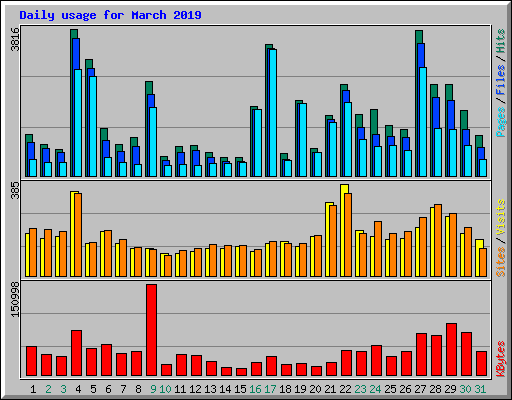 Daily usage for March 2019
3816
Pages / Files / Hits
385
Sites / Visits
150998
KBytes
1 2 3 4 5 6 7 8 9 10 11 12 13 14 15 16 17 18 19 20 21 22 23 24 25 26 27 28 29 30 31